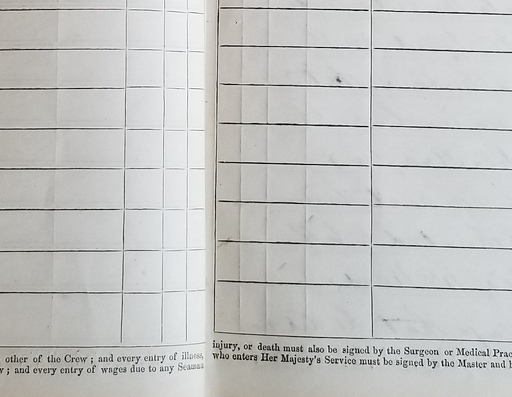 other of the Crew ; and every entry of illness, injury, or death must also be signed by the Surgeon or Medical
; and every entry of wages due to any Seaman who enters Her Majesty's Service must be signed by the Master and